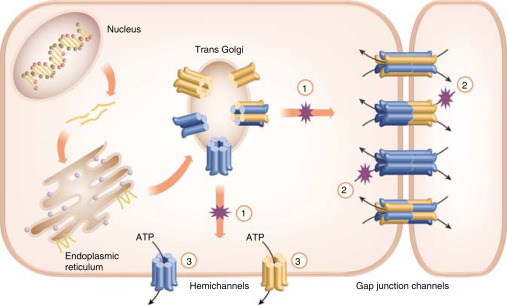 Nucleus
Trans Golgi
1
2
2
1
Endoplasmic
reticulum
ATP
3
Hemichannels
ATP
3
Gap junction channels